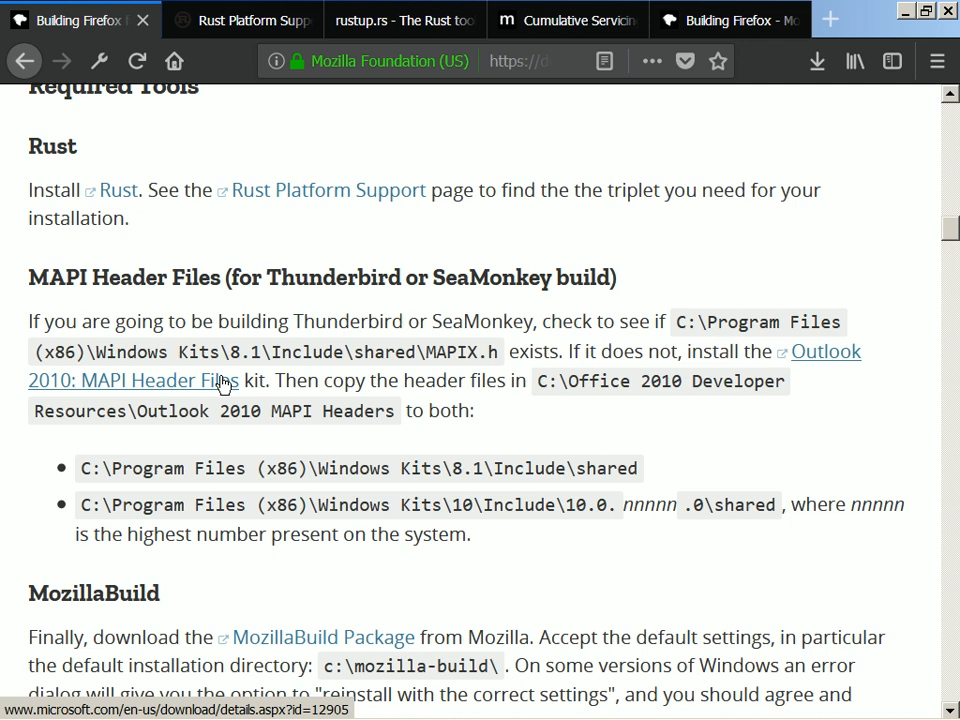 Building Firefox f
Rust Platform Supp
rustup.rs - The Rust too
Cumulative Servicin
Building Firefox - Mo
Mozilla Foundation (US)
https://d
Required Tools
Rust
Install Rust. See the Rust Platform Support page to find the the triplet you need for your
installation.
MAPI Header Files (for Thunderbird or SeaMonkey build)
If you are going to be building Thunderbird or SeaMonkey, check to see if C:\Program Files
(x86)\Windows Kits\8.1\Include\shared\MAPIX.h exists. If it does not, install the Outlook
2010: MAPI Header Files kit. Then copy the header files in C:\Office 2010 Developer
Resources\Outlook 2010 MAPI Headers to both:
• C:\Program Files (x86)\Windows Kits\8.1\Include\shared
• C:\Program Files (x86)\Windows Kits\10\Include\10.0.nnnnn.0\shared, where nnnnn
is the highest number present on the system.
MozillaBuild
Finally, download the MozillaBuild Package from Mozilla. Accept the default settings, in particular
the default installation directory: c:\mozilla-build\. On some versions of Windows an error
dialog will give you the option to "reinstall with the correct settings", and you should agree and
www.microsoft.com/en-us/download/details.aspx?id=12905